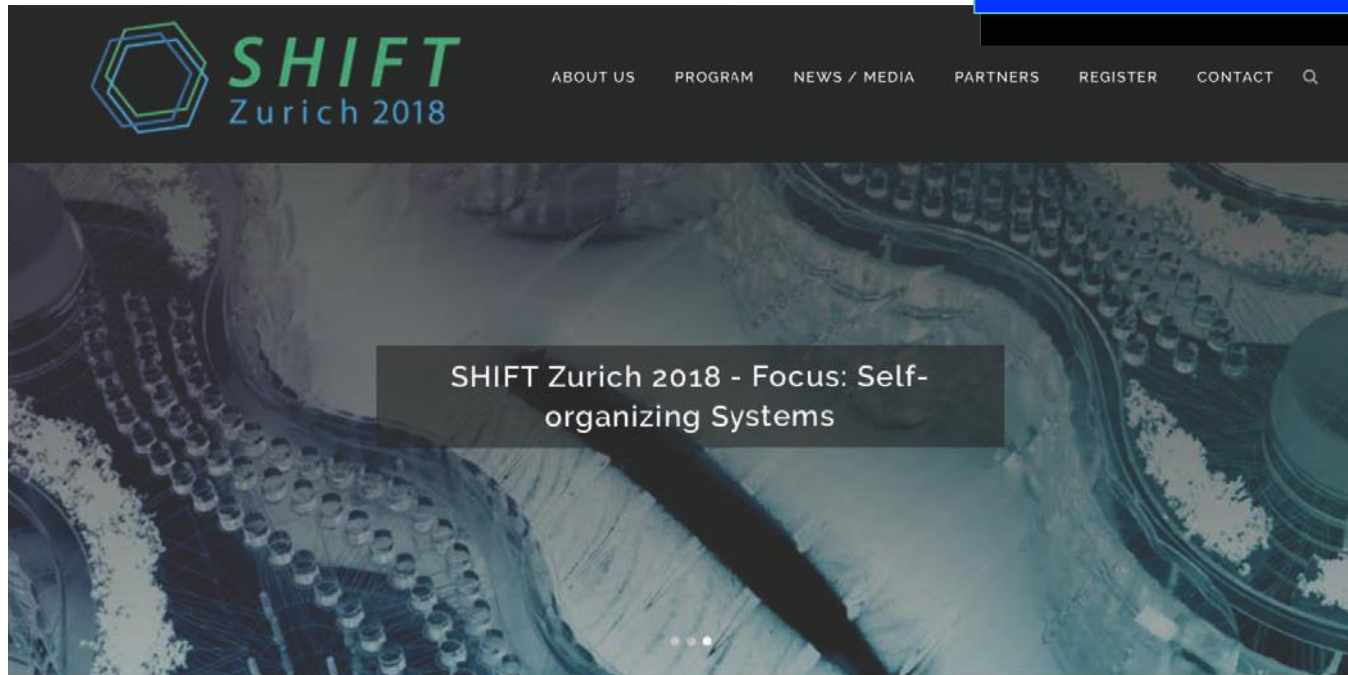 SHIFT
Zurich 2018
ABOUT US PROGRAM NEWS / MEDIA PARTNERS REGISTER CONTACT
SHIFT Zurich 2018 - Focus: Self-
organizing Systems